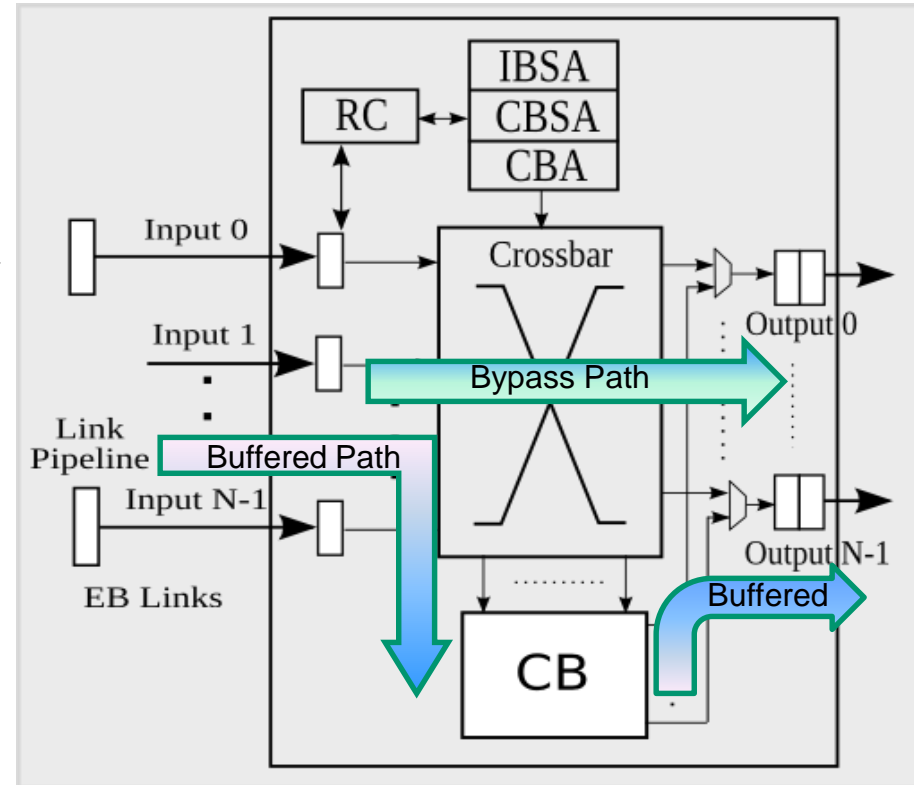 IBSA
RC
CBSA
CBA
Input 0
Crossbar
Output 0
Input 1
Bypass Path
Link
Pipeline
Buffered Path
Input N-1
Output N-1
EB Links
Buffered
CB